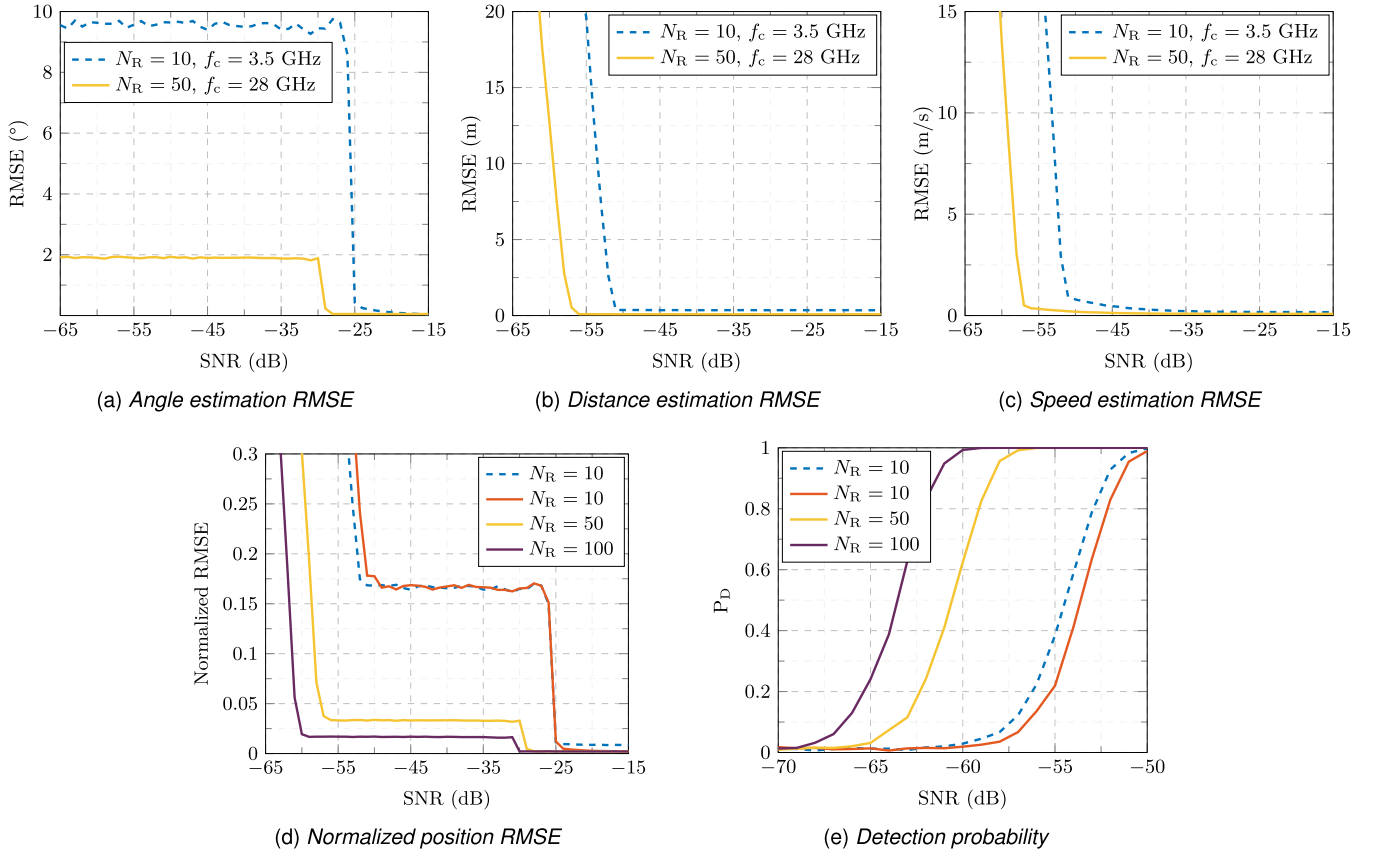 10
8
6
4
2
0
−65
−55
−45
−35
−25
−15
RMSE (°)
SNR (dB)
N_R = 10, f_c = 3.5 GHz
N_R = 50, f_c = 28 GHz
(a) Angle estimation RMSE
20
15
10
5
0
−65
−55
−45
−35
−25
−15
RMSE (m)
SNR (dB)
N_R = 10, f_c = 3.5 GHz
N_R = 50, f_c = 28 GHz
(b) Distance estimation RMSE
15
10
5
0
−65
−55
−45
−35
−25
−15
RMSE (m/s)
SNR (dB)
N_R = 10, f_c = 3.5 GHz
N_R = 50, f_c = 28 GHz
(c) Speed estimation RMSE
0.3
0.25
0.2
0.15
0.1
0.05
0
−65
−55
−45
−35
−25
−15
Normalized RMSE
SNR (dB)
N_R = 10
N_R = 10
N_R = 50
N_R = 100
(d) Normalized position RMSE
1
0.8
0.6
0.4
0.2
0
−70
−65
−60
−55
−50
P_D
SNR (dB)
N_R = 10
N_R = 10
N_R = 50
N_R = 100
(e) Detection probability